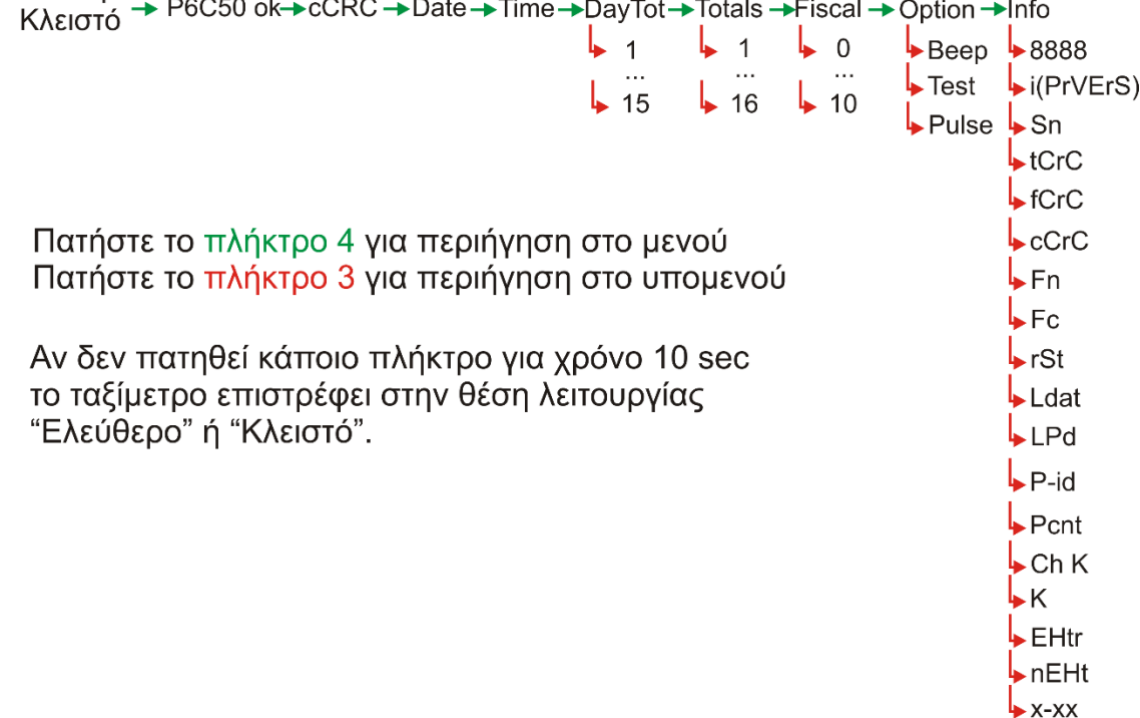 Κλειστό P6C50 ok cCRC Date Time DayTot Totals Fiscal Option Info
1 1 0 Beep 8888
... ... ... Test i(PrVErS)
15 16 10 Pulse Sn
tCrC
fCrC
Πατήστε το πλήκτρο 4 για περιήγηση στο μενού
Πατήστε το πλήκτρο 3 για περιήγηση στο υπομενού
Αν δεν πατηθεί κάποιο πλήκτρο για χρόνο 10 sec
το ταξίμετρο επιστρέφει στην θέση λειτουργίας
“Ελεύθερο” ή “Κλειστό”.
cCrC
Fn
Fc
rSt
Ldat
LPd
P-id
Pcnt
Ch K
K
EHtr
nEHt
x-xx